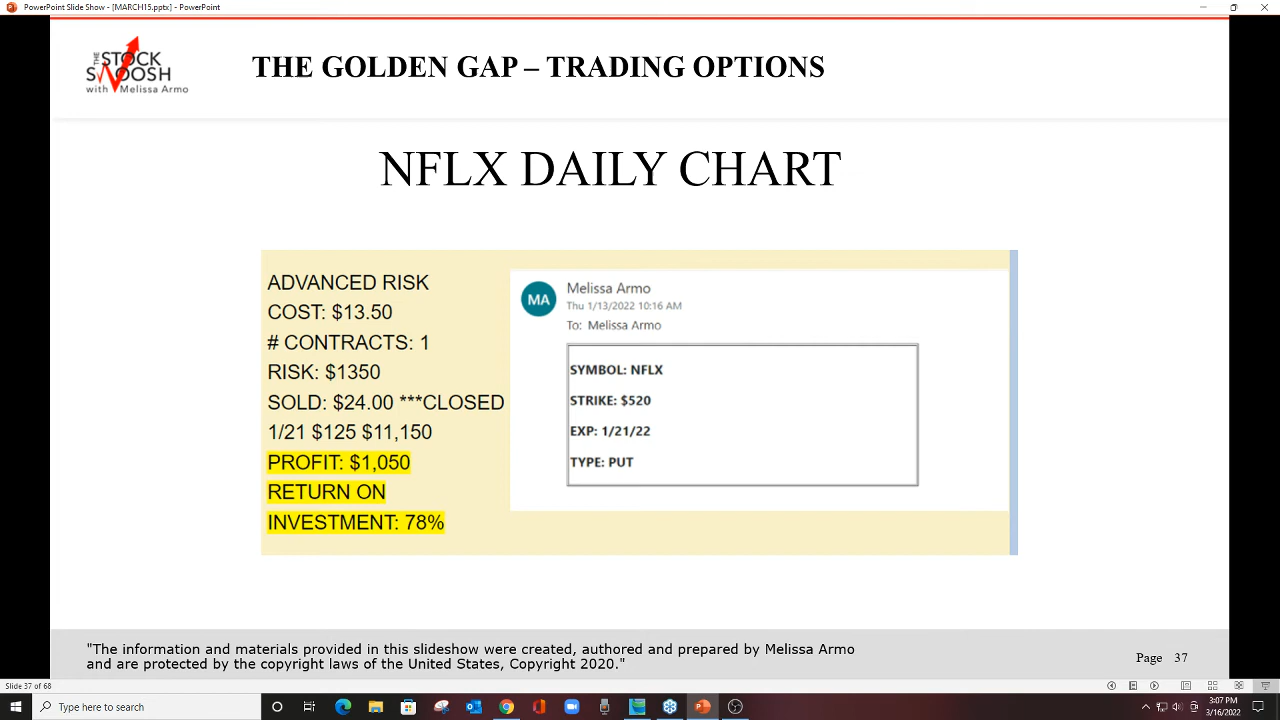 PowerPoint Slide Show - [MARCH15.pptx] - PowerPoint
THE
STOCK
SWOOSH
with Melissa Armo
THE GOLDEN GAP – TRADING OPTIONS
NFLX DAILY CHART
ADVANCED RISK
COST: $13.50
# CONTRACTS: 1
RISK: $1350
SOLD: $24.00 ***CLOSED
1/21 $125 $11,150
PROFIT: $1,050
RETURN ON
INVESTMENT: 78%
MA
Melissa Armo
Thu 1/13/2022 10:16 AM
To: Melissa Armo
SYMBOL: NFLX
STRIKE: $520
EXP: 1/21/22
TYPE: PUT
"The information and materials provided in this slideshow were created, authored and prepared by Melissa Armo
and are protected by the copyright laws of the United States, Copyright 2020."
Page 37
Slide 37 of 68
Type here to search
3:07 PM
3/16/2022